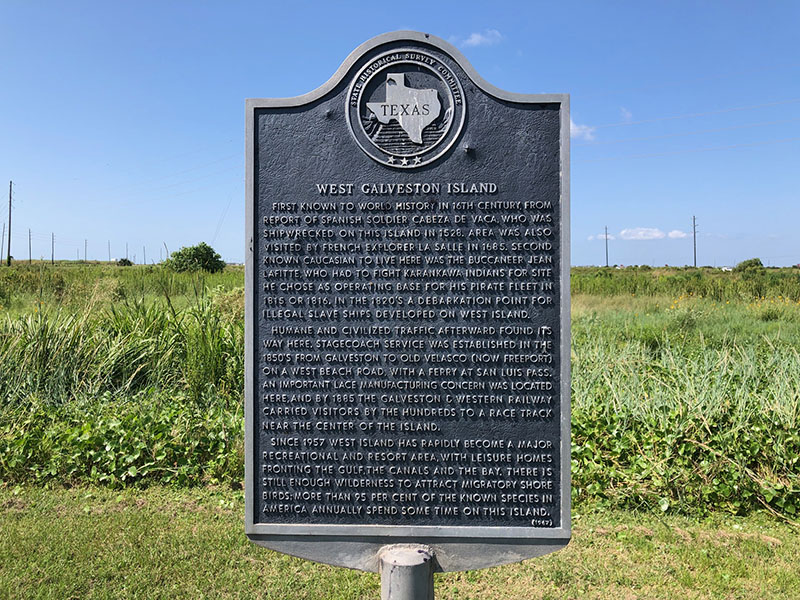 STATE HISTORICAL SURVEY COMMITTEE
TEXAS
WEST GALVESTON ISLAND
FIRST KNOWN TO WORLD HISTORY IN 16TH CENTURY, FROM
REPORT OF SPANISH SOLDIER CABEZA DE VACA, WHO WAS
SHIPWRECKED ON THIS ISLAND IN 1528. AREA WAS ALSO
VISITED BY FRENCH EXPLORER LA SALLE IN 1685. SECOND
KNOWN CAUCASIAN TO LIVE HERE WAS THE BUCCANEER JEAN
LAFITTE, WHO HAD TO FIGHT KARANKAWA INDIANS FOR SITE
HE CHOSE AS OPERATING BASE FOR HIS PIRATE FLEET IN
1815 OR 1816. IN THE 1820'S A DEBARKATION POINT FOR
ILLEGAL SLAVE SHIPS DEVELOPED ON WEST ISLAND.
HUMANE AND CIVILIZED TRAFFIC AFTERWARD FOUND ITS
WAY HERE. STAGECOACH SERVICE WAS ESTABLISHED IN THE
1850'S FROM GALVESTON TO OLD VELASCO (NOW FREEPORT)
ON A WEST BEACH ROAD, WITH A FERRY AT SAN LUIS PASS.
AN IMPORTANT LACE MANUFACTURING CONCERN WAS LOCATED
HERE, AND BY 1885 THE GALVESTON & WESTERN RAILWAY
CARRIED VISITORS BY THE HUNDREDS TO A RACE TRACK
NEAR THE CENTER OF THE ISLAND.
SINCE 1957 WEST ISLAND HAS RAPIDLY BECOME A MAJOR
RECREATIONAL AND RESORT AREA, WITH LEISURE HOMES
FRONTING THE GULF, THE CANALS AND THE BAY. THERE IS
STILL ENOUGH WILDERNESS TO ATTRACT MIGRATORY SHORE
BIRDS; MORE THAN 95 PER CENT OF THE KNOWN SPECIES IN
AMERICA ANNUALLY SPEND SOME TIME ON THIS ISLAND.
(1967)